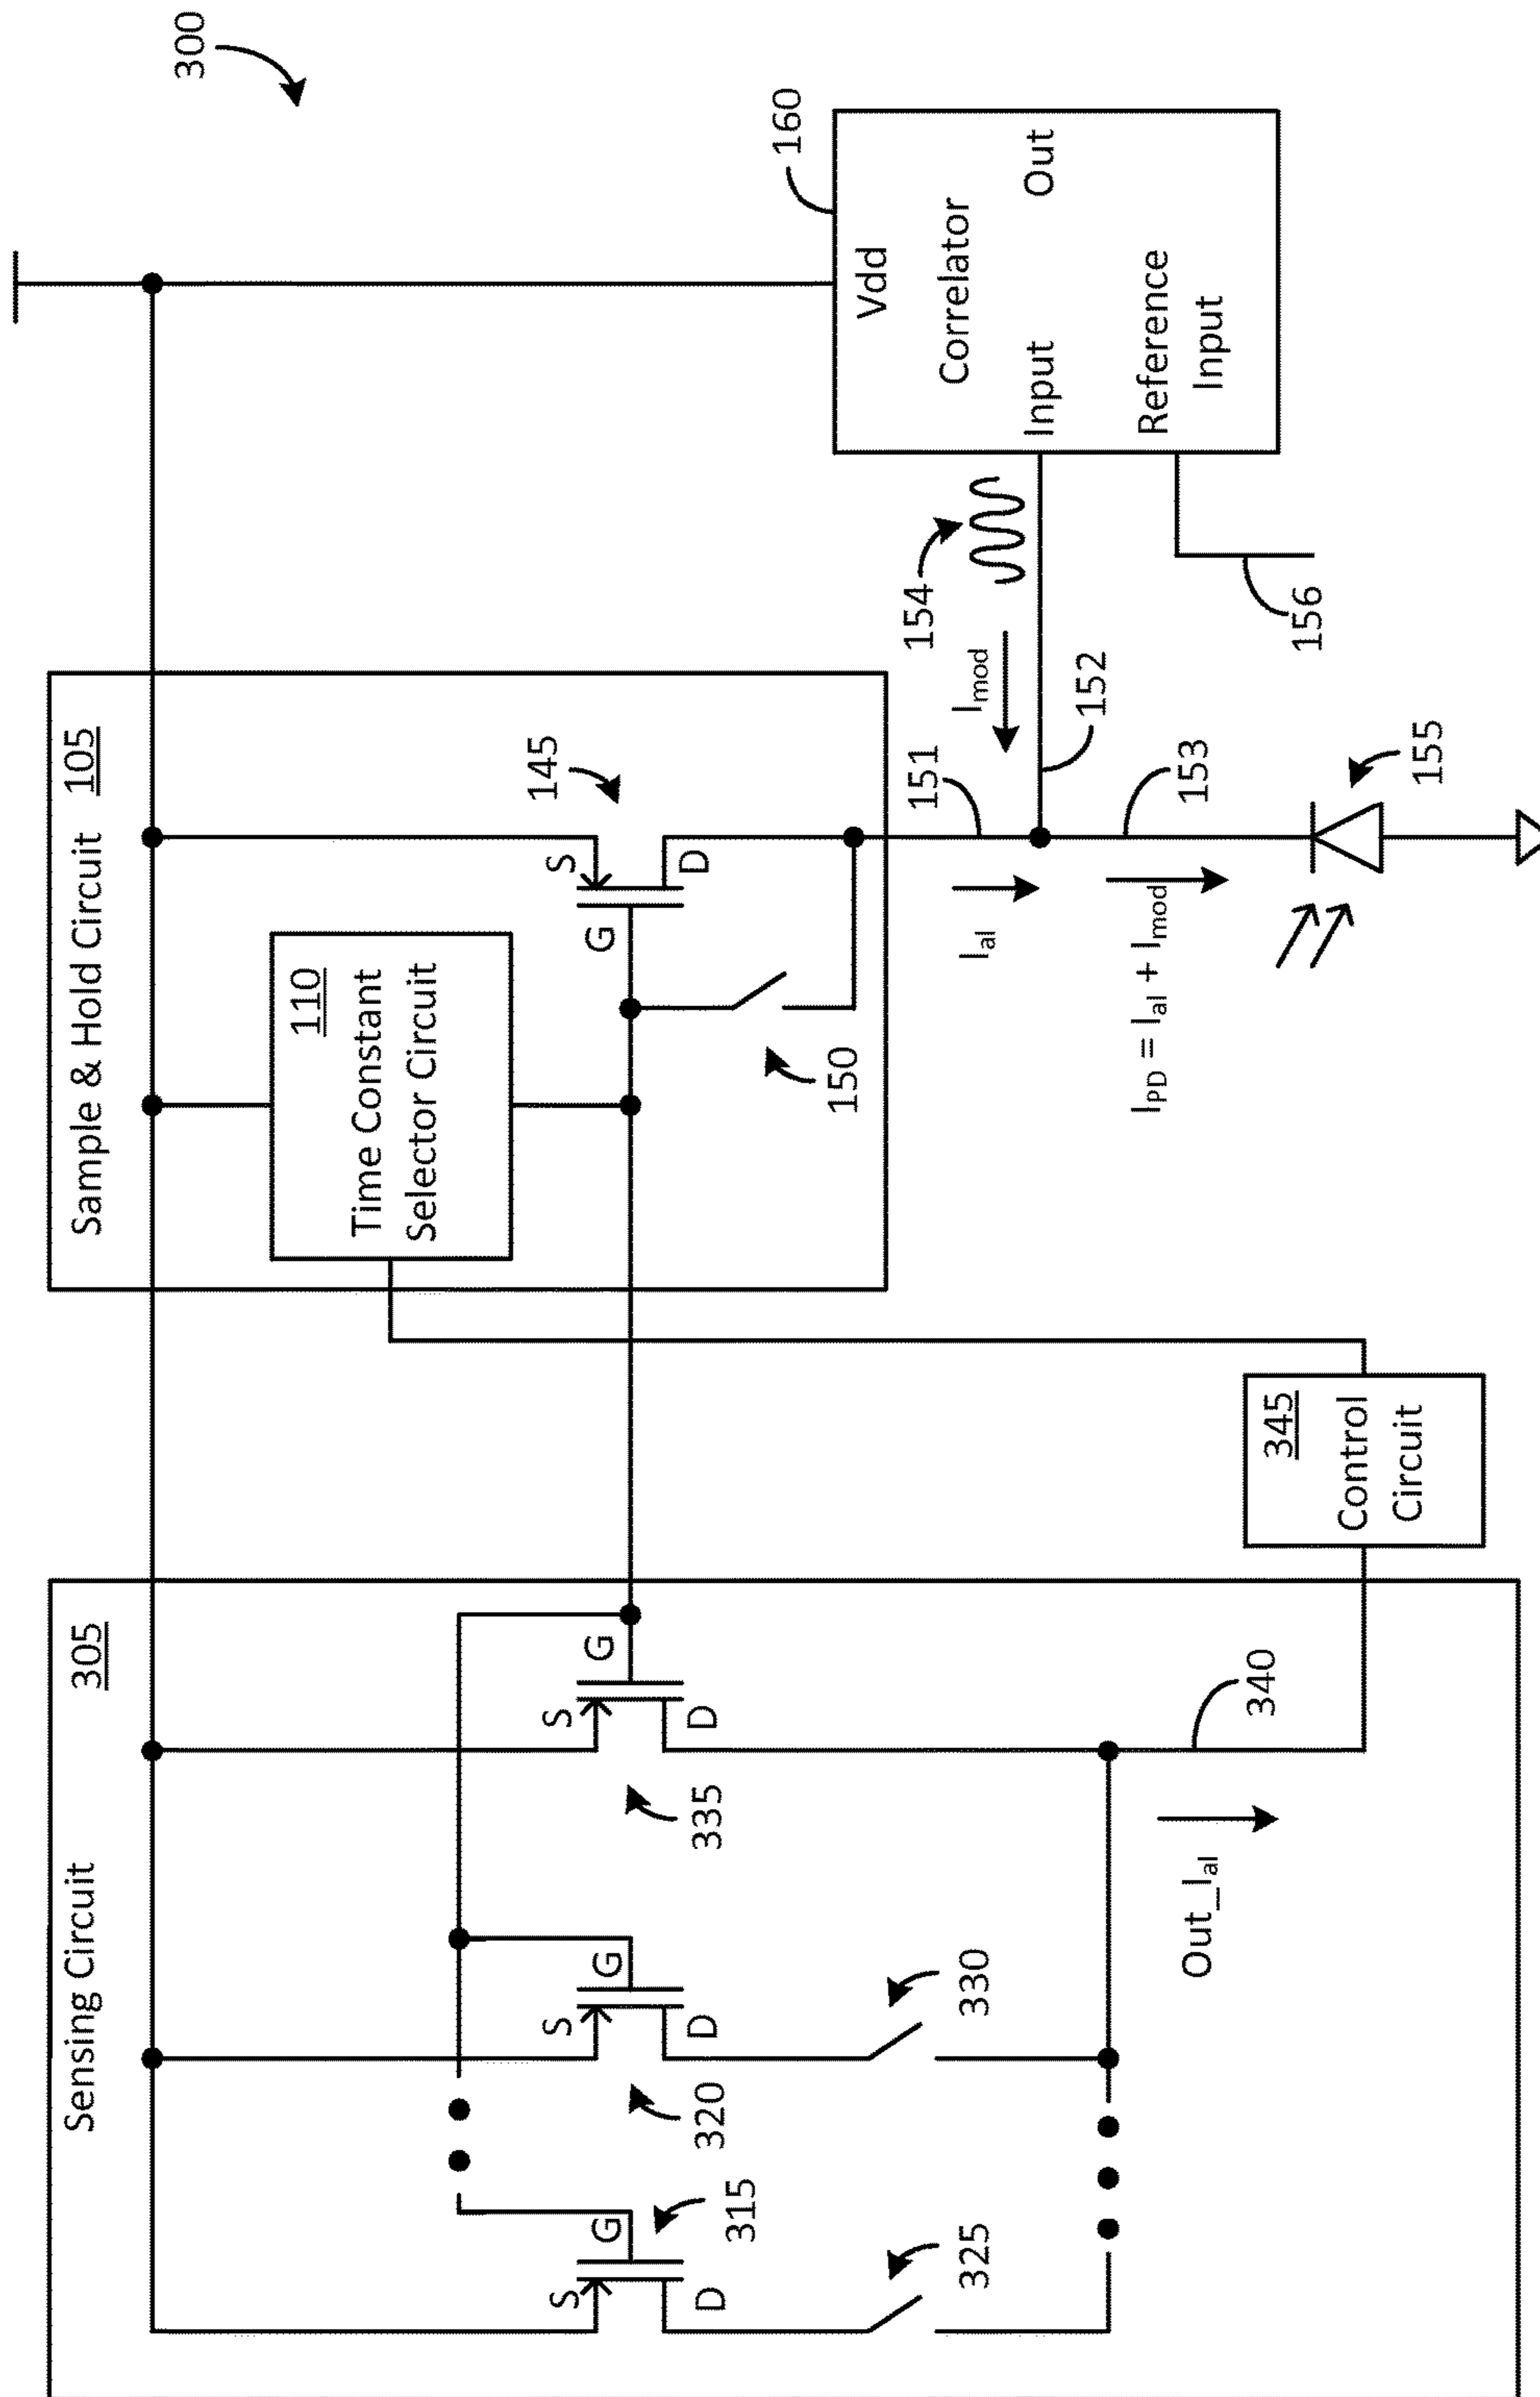 300
Sensing Circuit
305
S
G
D
315
325
S
G
D
320
330
S
G
D
335
Out_Ial
340
345
Control
Circuit
Sample & Hold Circuit
105
110
Time Constant
Selector Circuit
S
G
D
145
150
151
Ial
IPD = Ial + Imod
153
152
Imod
154
155
156
160
Vdd
Correlator
Input
Out
Reference
Input